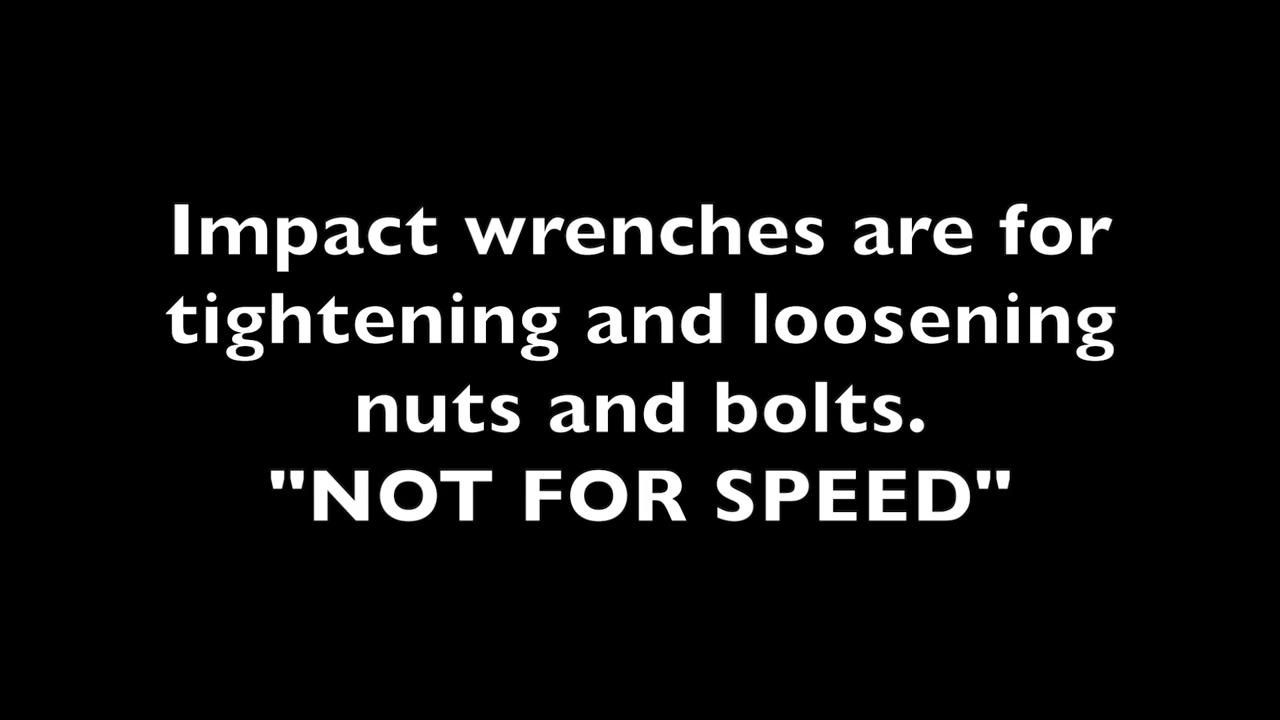 Impact wrenches are for
tightening and loosening
nuts and bolts.
"NOT FOR SPEED"